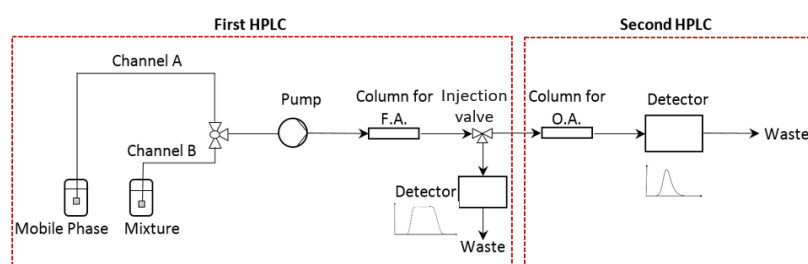 First HPLC
Second HPLC
Channel A
Pump
Column for
F.A.
Injection
valve
Column for
O.A.
Detector
Waste
Channel B
Detector
Mobile Phase
Mixture
Waste